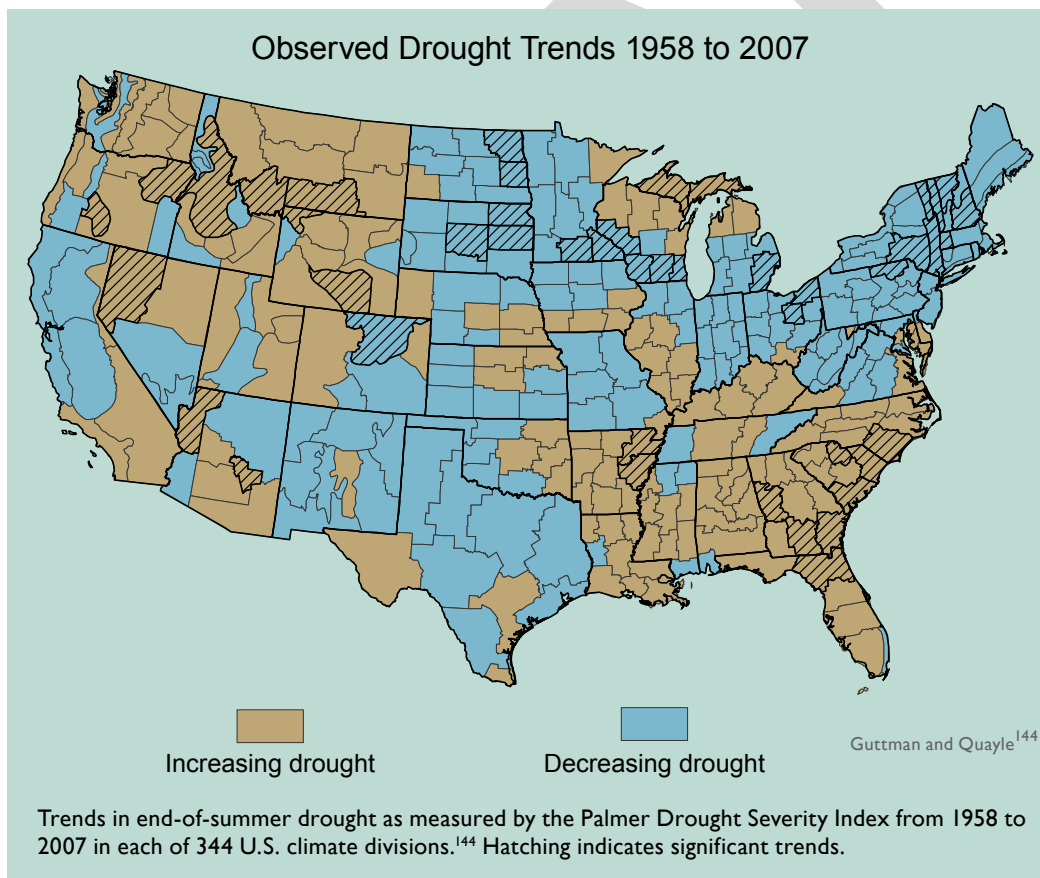 Observed Drought Trends 1958 to 2007
Increasing drought
Decreasing drought
Guttman and Quayle144
Trends in end-of-summer drought as measured by the Palmer Drought Severity Index from 1958 to
2007 in each of 344 U.S. climate divisions.144 Hatching indicates significant trends.